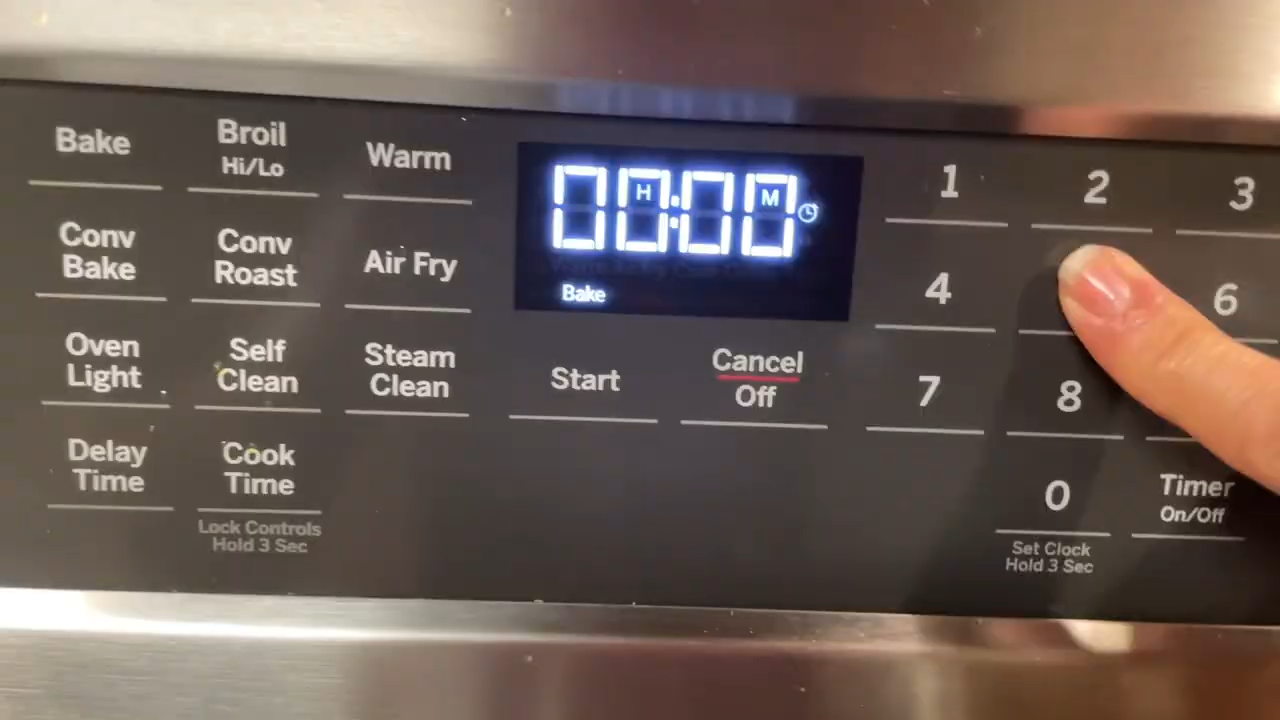 Bake
Broil
Hi/Lo
Warm
Conv
Bake
Conv
Roast
Air Fry
Oven
Light
Self
Clean
Steam
Clean
Delay
Time
Cook
Time
Lock Controls
Hold 3 Sec
00:00
H
M
Bake
Start
Cancel
Off
1
2
3
4
6
7
8
0
Set Clock
Hold 3 Sec
Timer
On/Off